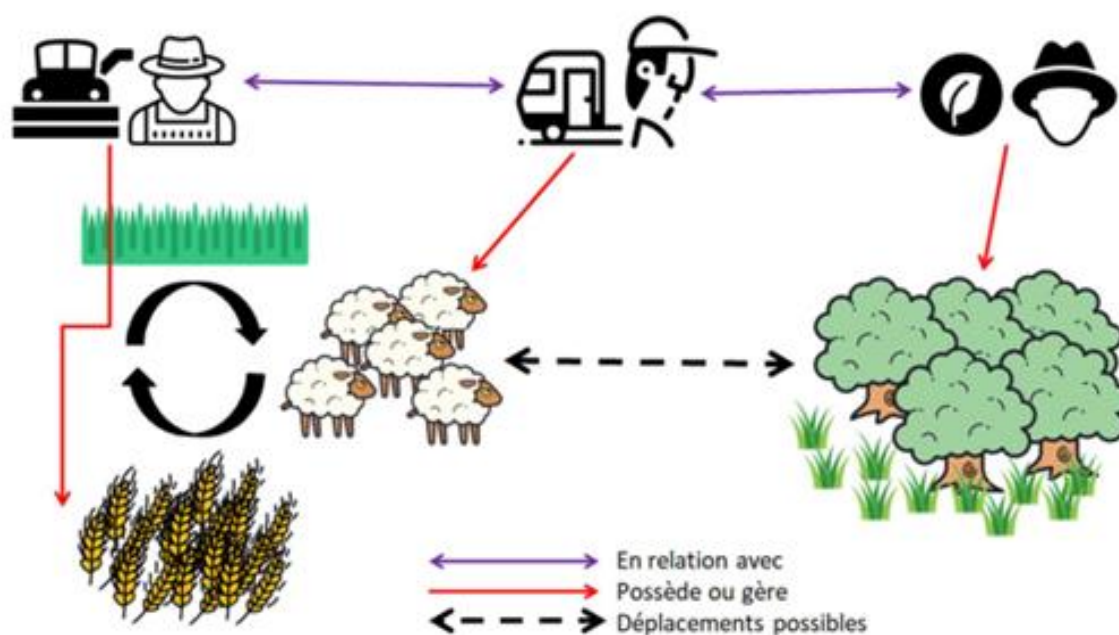 En relation avec
Possède ou gère
Déplacements possibles